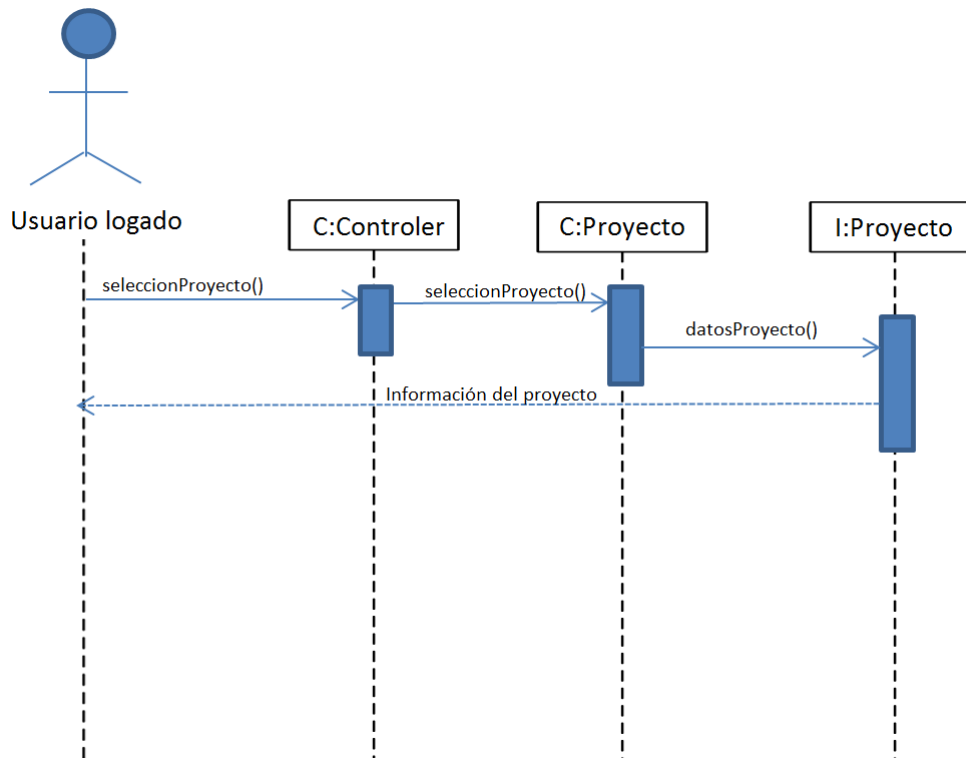 Usuario logado
C:Controler
C:Proyecto
I:Proyecto
seleccionProyecto()
seleccionProyecto()
datosProyecto()
Información del proyecto